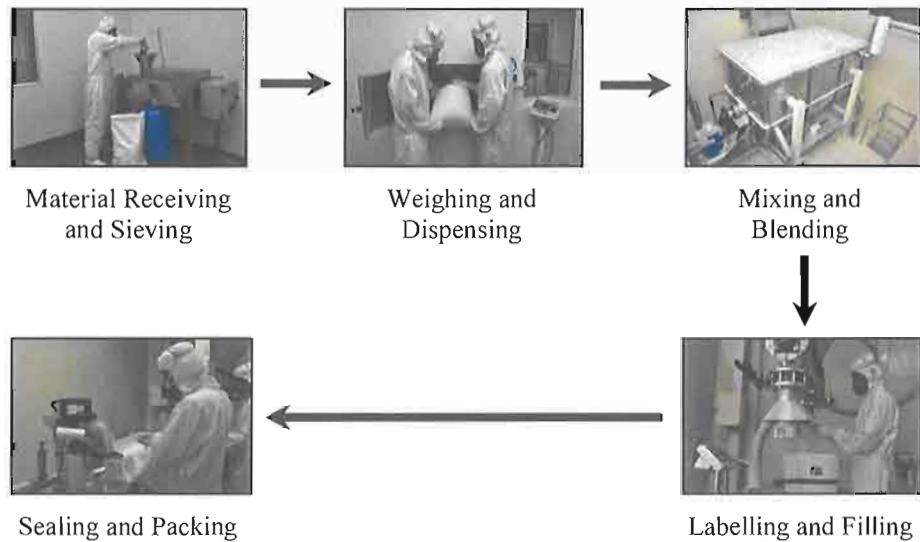 Material Receiving
and Sieving
Weighing and
Dispensing
Mixing and
Blending
Sealing and Packing
Labelling and Filling